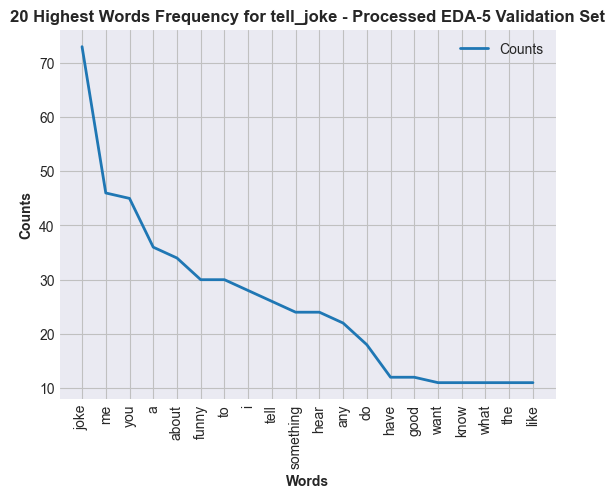 20 Highest Words Frequency for tell_joke - Processed EDA-5 Validation Set
Counts
70
60
50
40
30
20
10
Counts
joke
me
you
a
about
funny
to
i
tell
something
hear
any
do
have
good
want
know
what
the
like
Words